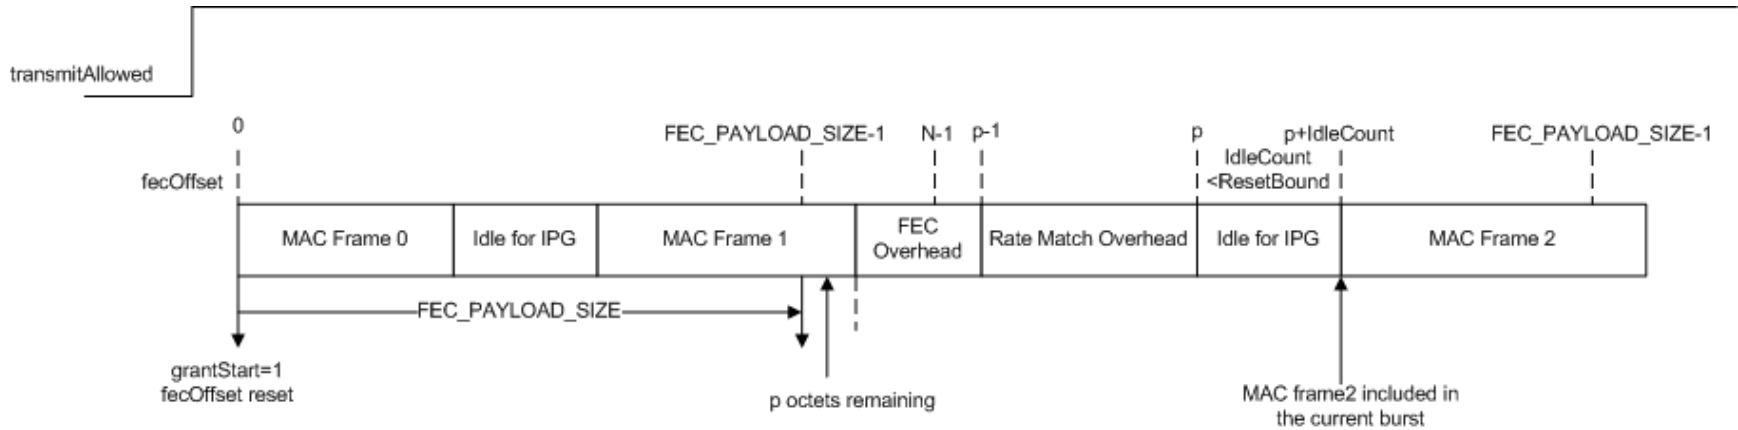 transmitAllowed
0
FEC_PAYLOAD_SIZE-1
N-1
p-1
p
p+IdleCount
FEC_PAYLOAD_SIZE-1
fecOffset
IdleCount
<ResetBound
MAC Frame 0
Idle for IPG
MAC Frame 1
FEC
Overhead
Rate Match Overhead
Idle for IPG
MAC Frame 2
FEC_PAYLOAD_SIZE
grantStart=1
fecOffset reset
p octets remaining
MAC frame2 included in
the current burst